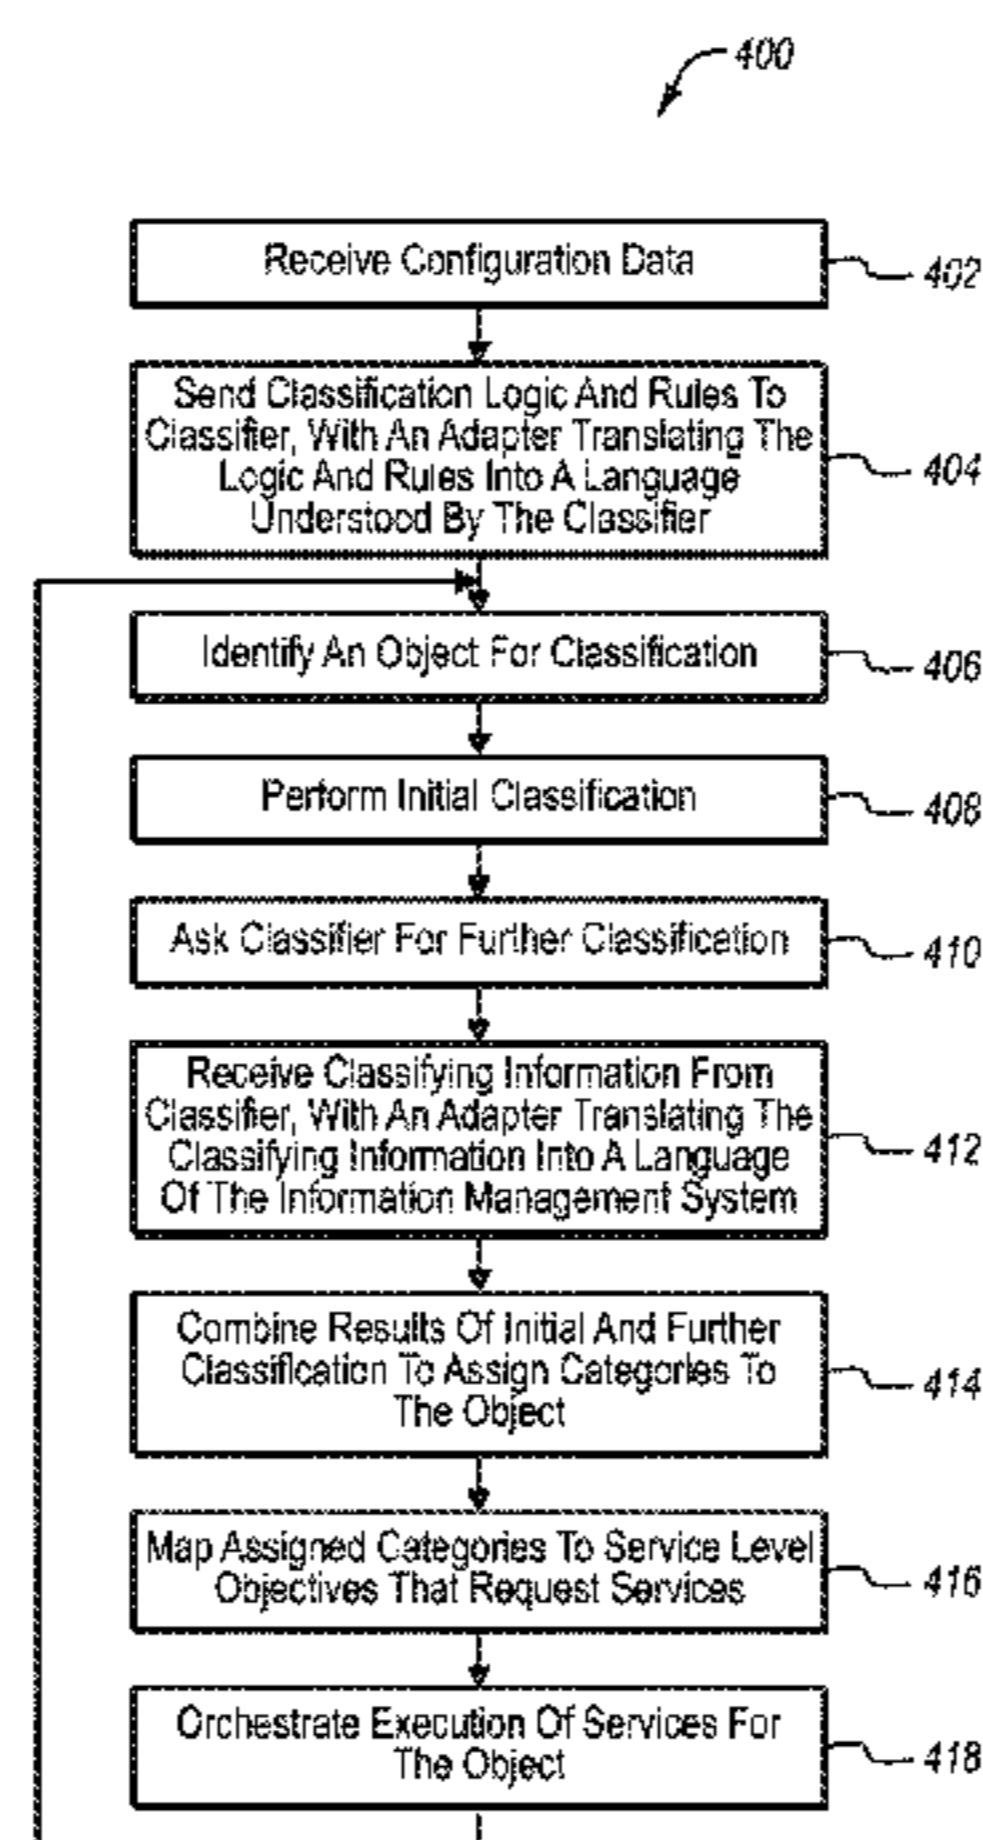 400
Receive Configuration Data
402
Send Classification Logic And Rules To
Classifier, With An Adapter Translating The
Logic And Rules Into A Language
Understood By The Classifier
404
Identify An Object For Classification
406
Perform Initial Classification
408
Ask Classifier For Further Classification
410
Receive Classifying Information From
Classifier, With An Adapter Translating The
Classifying Information Into A Language
Of The Information Management System
412
Combine Results Of Initial And Further
Classification To Assign Categories To
The Object
414
Map Assigned Categories To Service Level
Objectives That Request Services
416
Orchestrate Execution Of Services For
The Object
418